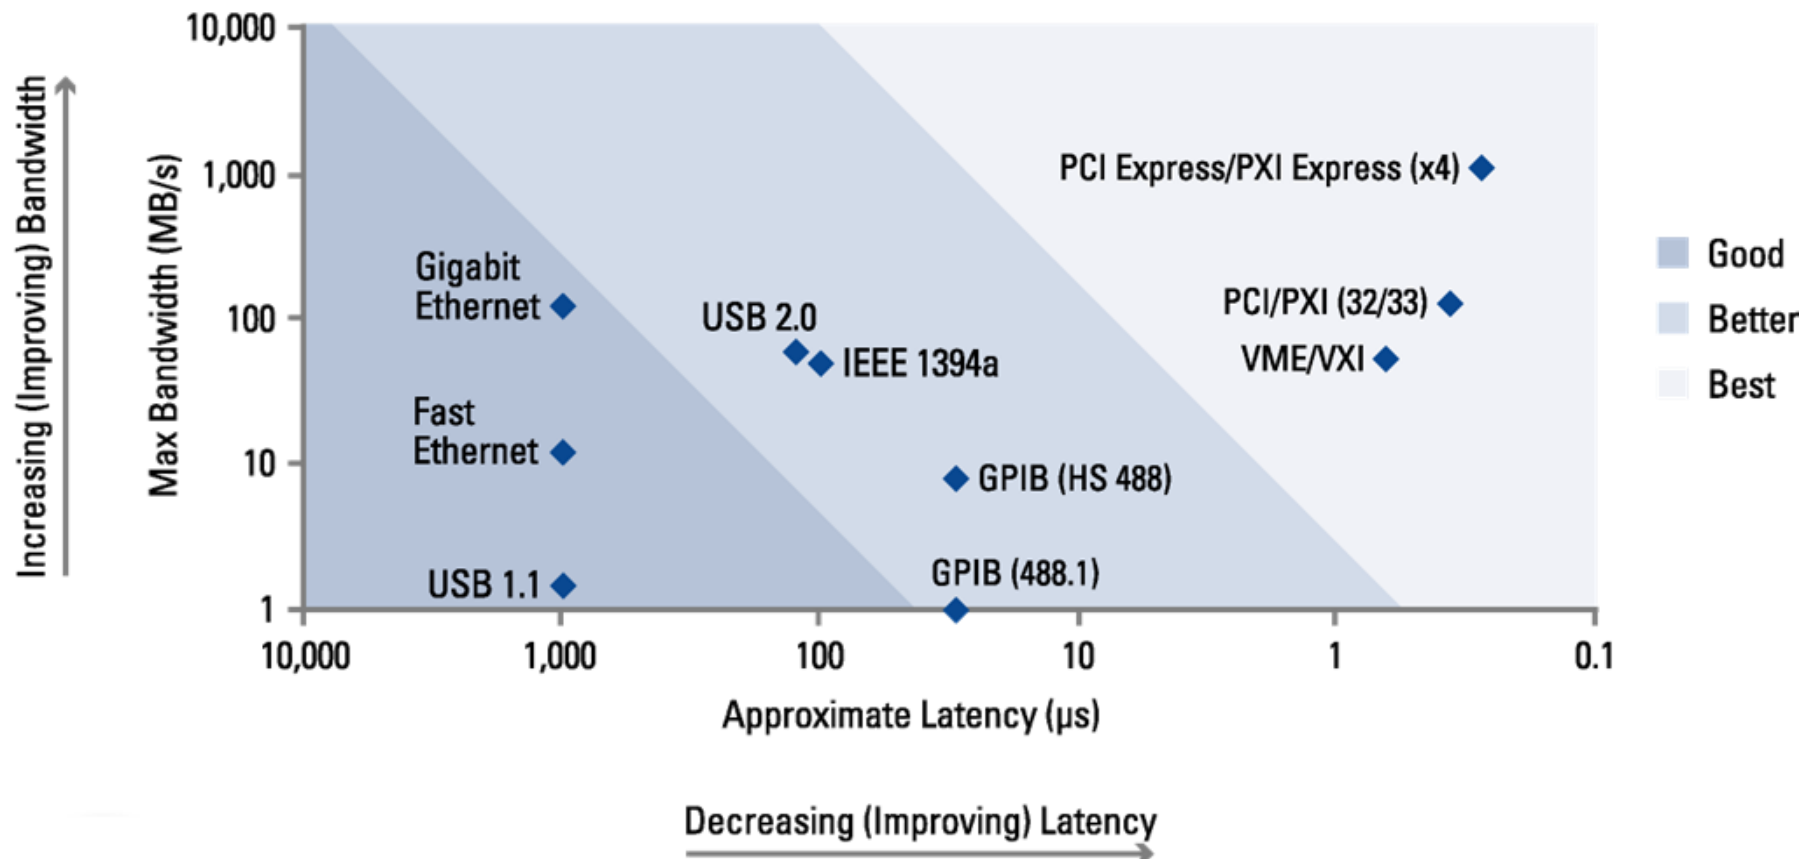 Increasing (Improving) Bandwidth
Max Bandwidth (MB/s)
10,000
1,000
100
10
1
PCI Express/PXI Express (x4)
Gigabit
Ethernet
USB 2.0
IEEE 1394a
PCI/PXI (32/33)
VME/VXI
Fast
Ethernet
GPIB (HS 488)
USB 1.1
GPIB (488.1)
Good
Better
Best
10,000
1,000
100
10
1
0.1
Approximate Latency (µs)
Decreasing (Improving) Latency